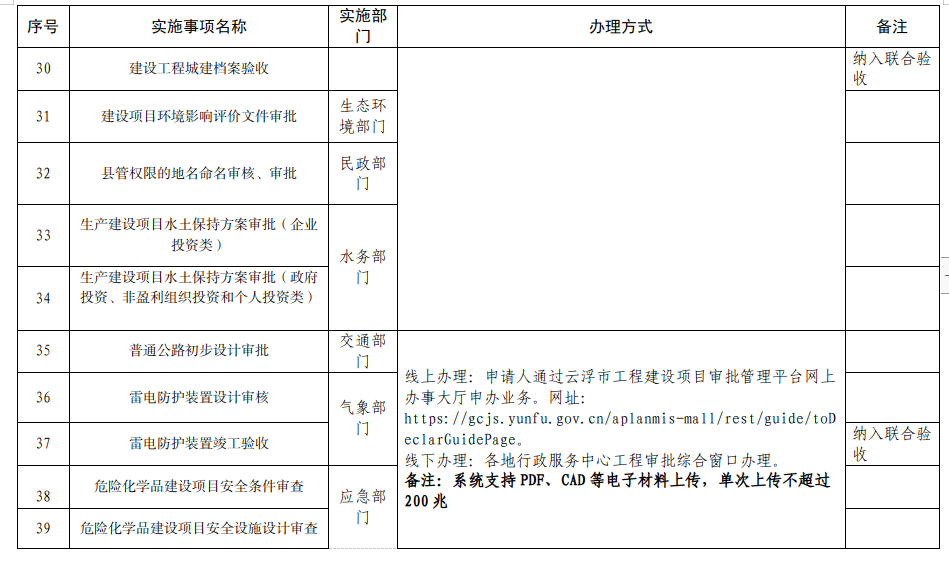 序号 实施事项名称 实施部门 办理方式 备注
30 建设工程城建档案验收 纳入联合验收
31 建设项目环境影响评价文件审批 生态环境部门
32 县管权限的地名命名审核、审批 民政部门
33 生产建设项目水土保持方案审批（企业投资类） 水务部门
34 生产建设项目水土保持方案审批（政府投资、非盈利组织投资和个人投资类）
35 普通公路初步设计审批 交通部门
36 雷电防护装置设计审核 气象部门
37 雷电防护装置竣工验收 纳入联合验收
38 危险化学品建设项目安全条件审查 应急部门
39 危险化学品建设项目安全设施设计审查
线上办理：申请人通过云浮市工程建设项目审批管理平台网上
办事大厅申办业务。网址：
https://gcjs.yunfu.gov.cn/aplanmis-mall/rest/guide/toD
eclarGuidePage。
线下办理：各地行政服务中心工程审批综合窗口办理。
备注：系统支持 PDF、CAD 等电子材料上传，单次上传不超过
200 兆